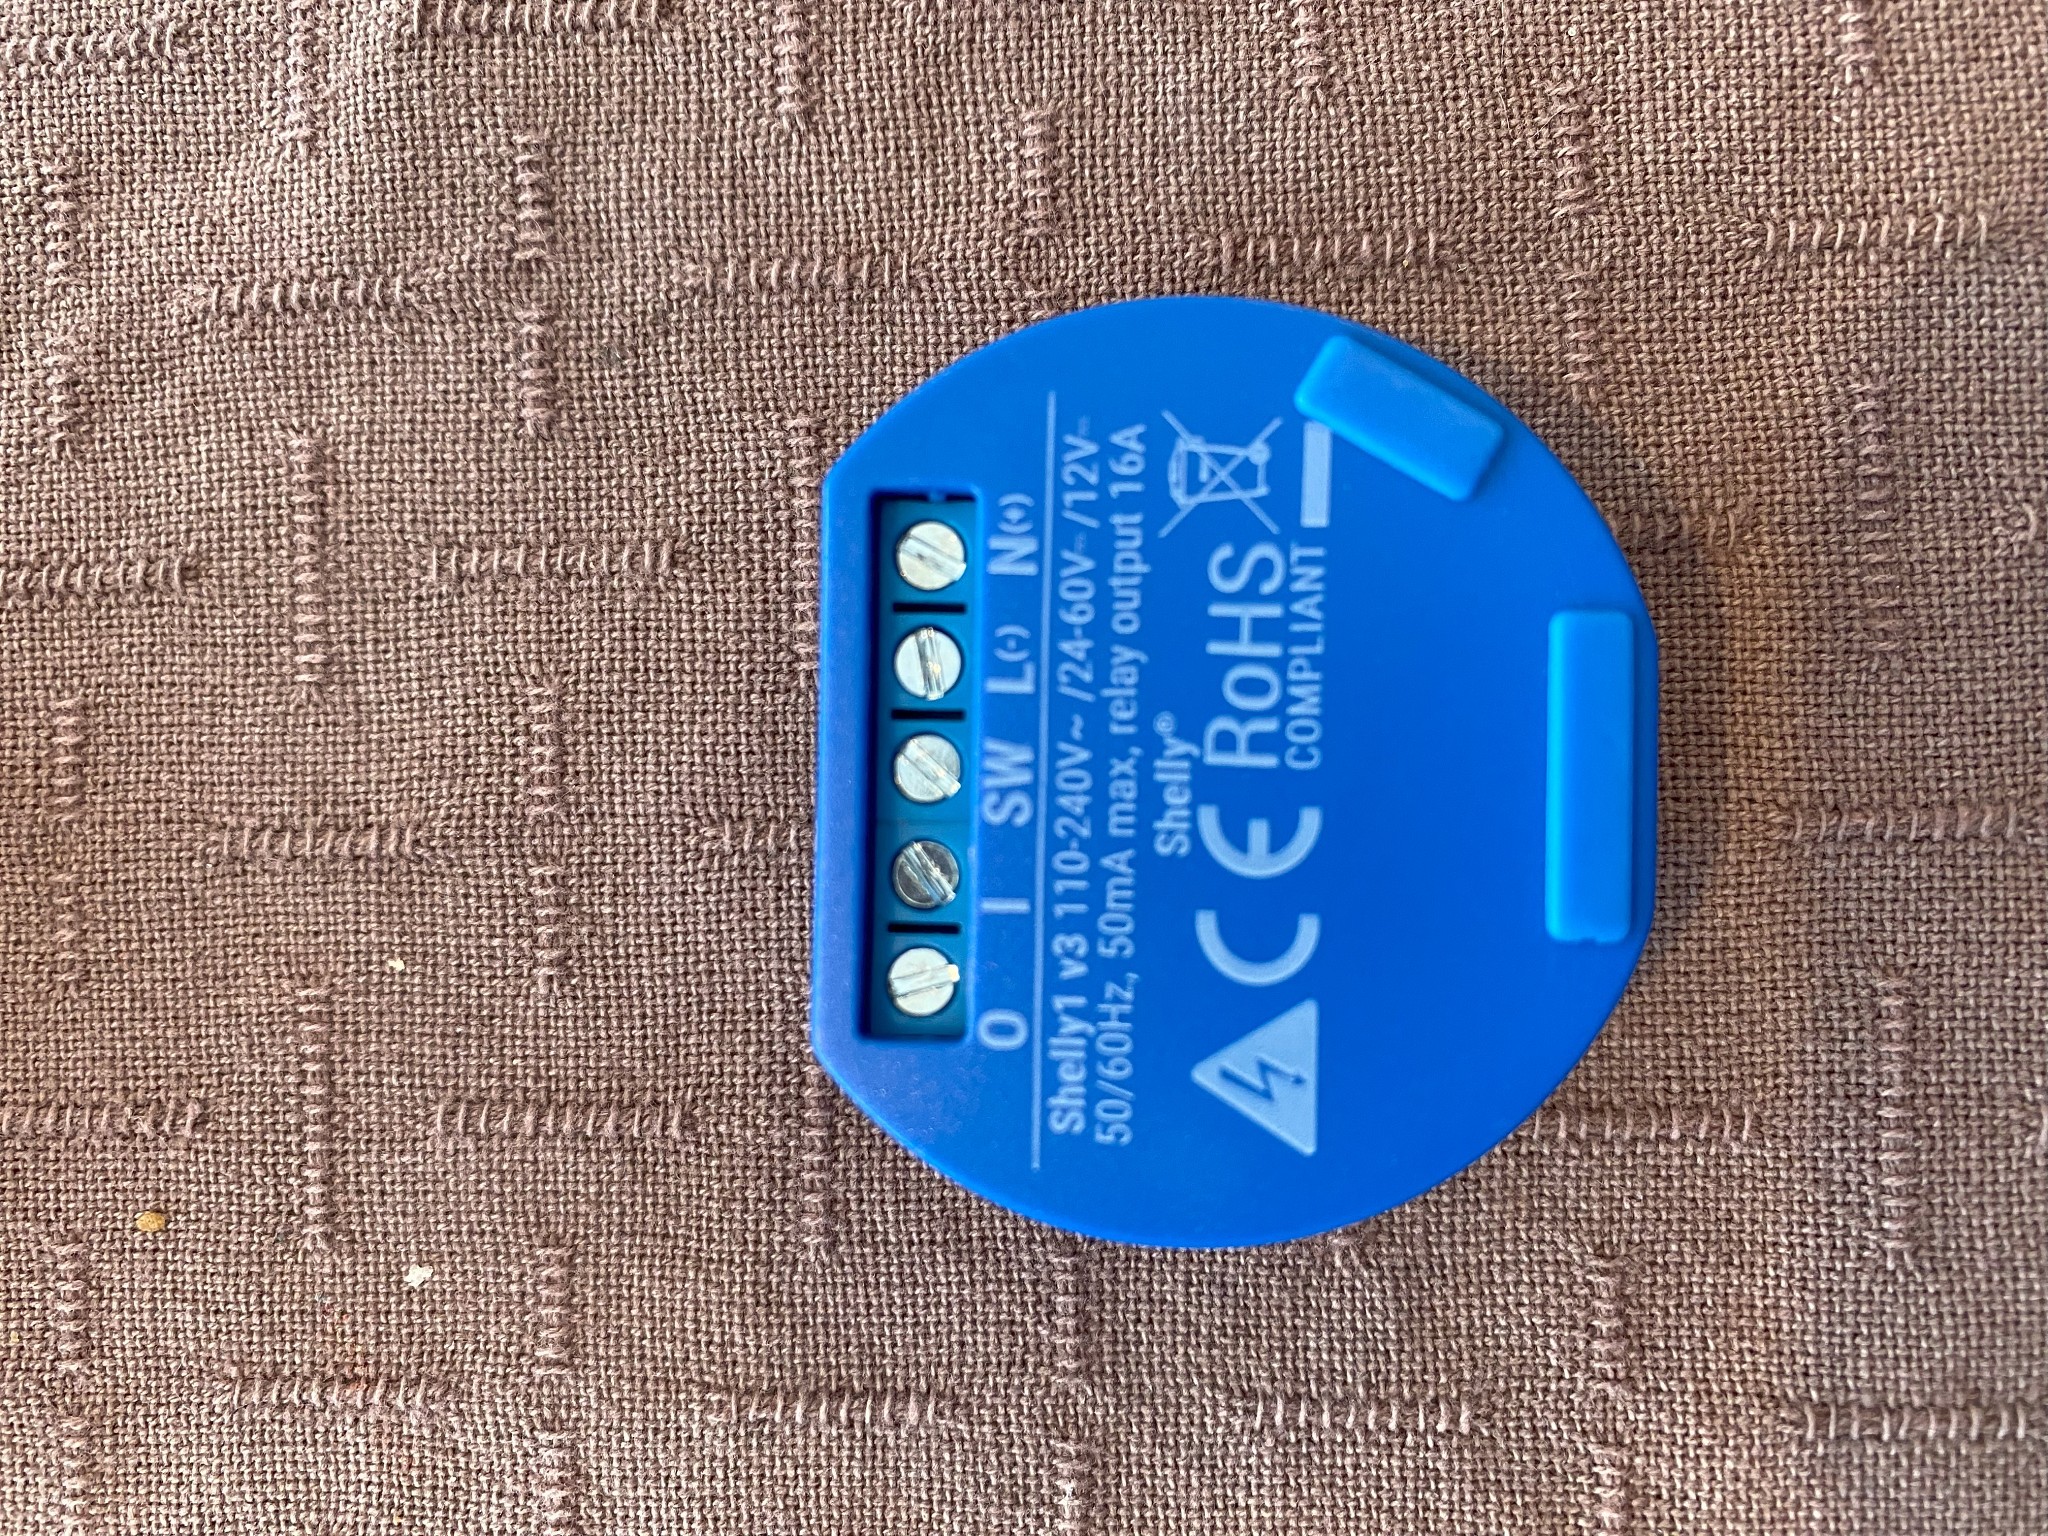 O I SW L(-) N(+)
Shelly1 v3 110-240V~ /24-60V⎓ /12V⎓
50/60Hz, 50mA max, relay output 16A
Shelly®
CE RoHS
COMPLIANT